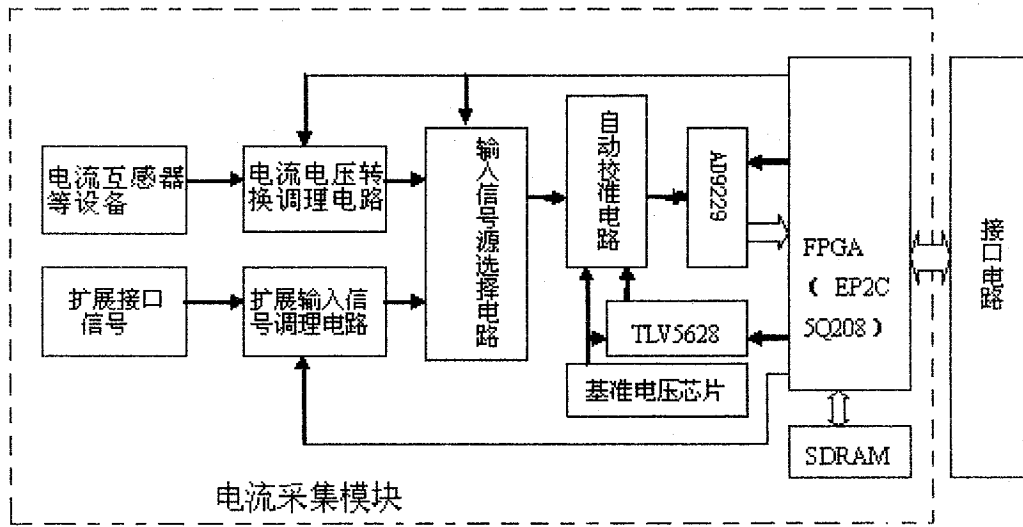 电流互感器
等设备
电流电压转
换调理电路
扩展接口
信号
扩展输入信
号调理电路
输入信号源选择电路
自动校准电路
AD9229
TLV5628
基准电压芯片
FPGA
( EP2C
5Q208 )
SDRAM
接口电路
电流采集模块